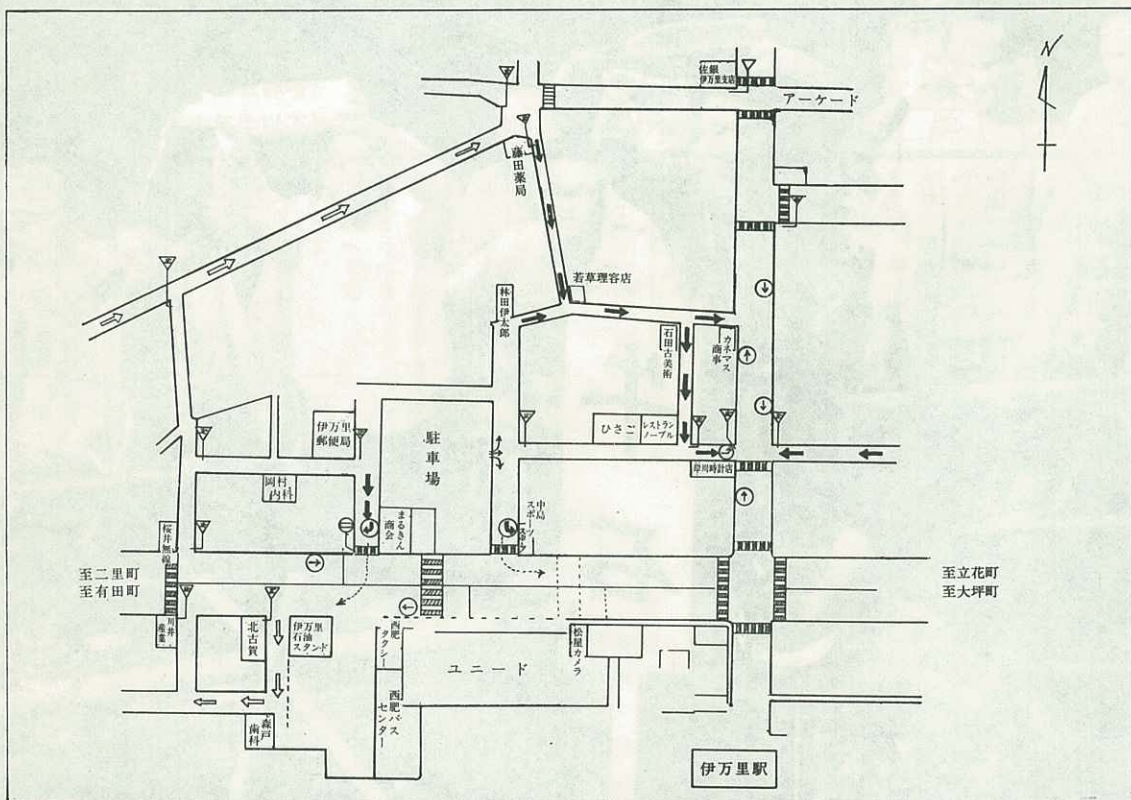 N
佐銀
伊万里支店
アーケード
藤田薬局
若草理容店
林田伊太郎
石田古美術
カネマス
商事
伊万里
郵便局
駐車場
ひさご
レストラン
ノーブル
岸川時計店
岡村
内科
まるきん
商会
中島
スポーツ
桜井無線
至二里町
至有田町
至立花町
至大坪町
川井
産業
北古賀
伊万里
石油
スタンド
西肥
タクシー
ユニード
松屋カメラ
西肥バス
センター
森戸
歯科
伊万里駅